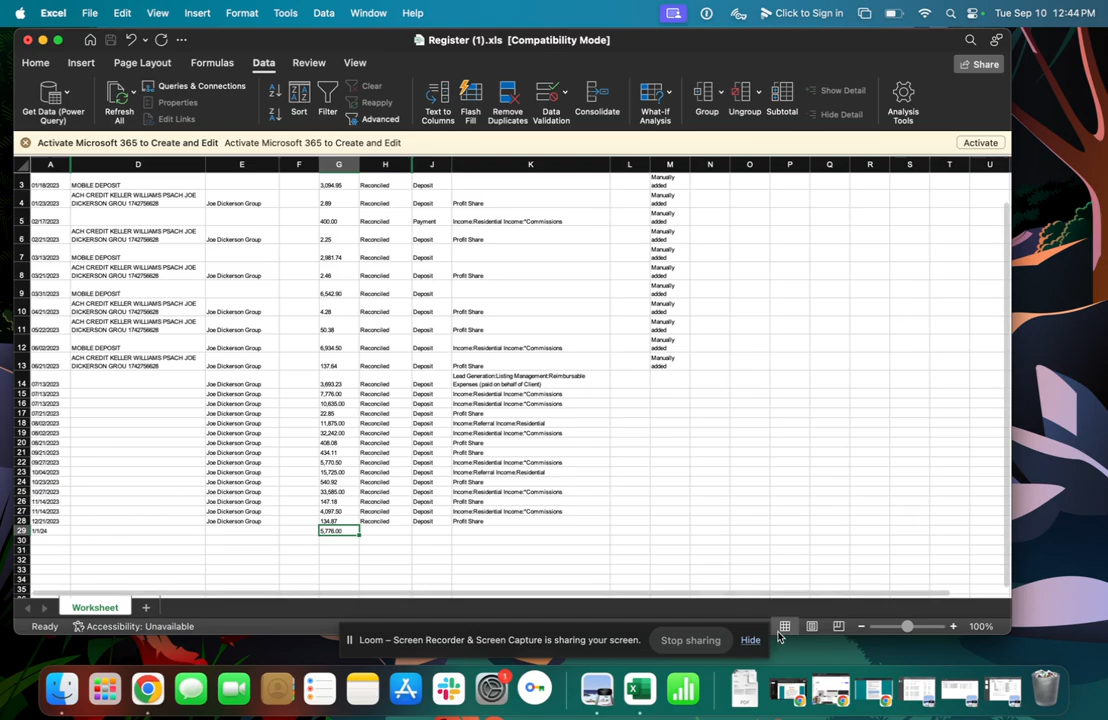 Excel File Edit View Insert Format Tools Data Window Help Click to Sign in Tue Sep 10 12:44 PM
Register (1).xls [Compatibility Mode]
Home Insert Page Layout Formulas Data Review View Share
Get Data (Power Query) Refresh All Queries & Connections Properties Edit Links Sort Filter Clear Reapply Advanced Text to Columns Flash Fill Remove Duplicates Data Validation Consolidate What-If Analysis Group Ungroup Subtotal Show Detail Hide Detail Analysis Tools
Activate Microsoft 365 to Create and Edit Activate Microsoft 365 to Create and Edit Activate
A D E F G H J K L M N O P Q R S T U
3 01/18/2023 MOBILE DEPOSIT 3,094.95 Reconciled Deposit Manually added
4 01/23/2023 ACH CREDIT KELLER WILLIAMS PSACH JOE DICKERSON GROU 1742756628 Joe Dickerson Group 2.89 Reconciled Deposit Profit Share Manually added
5 02/17/2023 400.00 Reconciled Payment Income:Residential Income:*Commissions Manually added
6 02/21/2023 ACH CREDIT KELLER WILLIAMS PSACH JOE DICKERSON GROU 1742756628 Joe Dickerson Group 2.25 Reconciled Deposit Profit Share Manually added
7 03/13/2023 MOBILE DEPOSIT 2,981.74 Reconciled Deposit Manually added
8 03/21/2023 ACH CREDIT KELLER WILLIAMS PSACH JOE DICKERSON GROU 1742756628 Joe Dickerson Group 2.46 Reconciled Deposit Profit Share Manually added
9 03/31/2023 MOBILE DEPOSIT 6,542.90 Reconciled Deposit Manually added
10 04/21/2023 ACH CREDIT KELLER WILLIAMS PSACH JOE DICKERSON GROU 1742756628 Joe Dickerson Group 4.28 Reconciled Deposit Profit Share Manually added
11 05/22/2023 ACH CREDIT KELLER WILLIAMS PSACH JOE DICKERSON GROU 1742756628 Joe Dickerson Group 50.38 Reconciled Deposit Profit Share Manually added
12 06/02/2023 MOBILE DEPOSIT Joe Dickerson Group 6,934.50 Reconciled Deposit Income:Residential Income:*Commissions Manually added
13 06/21/2023 ACH CREDIT KELLER WILLIAMS PSACH JOE DICKERSON GROU 1742756628 Joe Dickerson Group 137.64 Reconciled Deposit Profit Share Manually added
14 07/13/2023 Joe Dickerson Group 3,693.23 Reconciled Deposit Lead Generation:Listing Management:Reimbursable Expenses (paid on behalf of Client)
15 07/13/2023 Joe Dickerson Group 7,776.00 Reconciled Deposit Income:Residential Income:*Commissions
16 07/13/2023 Joe Dickerson Group 10,635.00 Reconciled Deposit Income:Residential Income:*Commissions
17 07/21/2023 Joe Dickerson Group 22.85 Reconciled Deposit Profit Share
18 08/02/2023 Joe Dickerson Group 11,875.00 Reconciled Deposit Income:Referral Income:Residential
19 08/02/2023 Joe Dickerson Group 32,242.00 Reconciled Deposit Income:Residential Income:*Commissions
20 08/21/2023 Joe Dickerson Group 408.08 Reconciled Deposit Profit Share
21 09/21/2023 Joe Dickerson Group 434.11 Reconciled Deposit Profit Share
22 09/27/2023 Joe Dickerson Group 5,770.50 Reconciled Deposit Income:Residential Income:*Commissions
23 10/04/2023 Joe Dickerson Group 15,725.00 Reconciled Deposit Income:Referral Income:Residential
24 10/23/2023 Joe Dickerson Group 540.92 Reconciled Deposit Profit Share
25 10/27/2023 Joe Dickerson Group 33,585.00 Reconciled Deposit Income:Residential Income:*Commissions
26 11/14/2023 Joe Dickerson Group 147.18 Reconciled Deposit Profit Share
27 11/14/2023 Joe Dickerson Group 4,097.50 Reconciled Deposit Income:Residential Income:*Commissions
28 12/21/2023 Joe Dickerson Group 134.87 Reconciled Deposit Profit Share
29 1/1/24 5,776.00
30
31
32
33
34
35
Worksheet
Ready Accessibility: Unavailable 100%
Loom – Screen Recorder & Screen Capture is sharing your screen. Stop sharing Hide
1
PDF